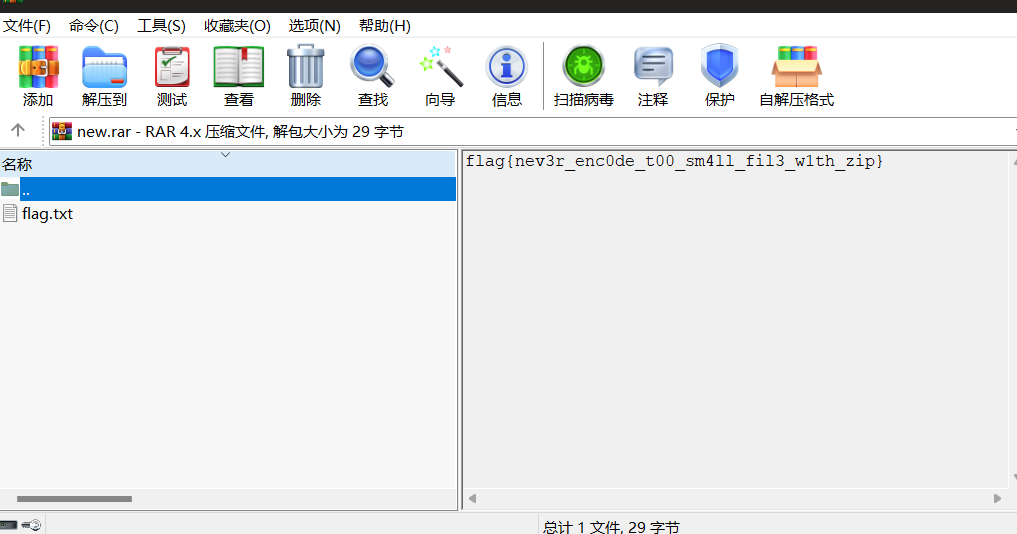 文件(F) 命令(C) 工具(S) 收藏夹(O) 选项(N) 帮助(H)
添加 解压到 测试 查看 删除 查找 向导 信息 扫描病毒 注释 保护 自解压格式
new.rar - RAR 4.x 压缩文件, 解包大小为 29 字节
名称
..
flag.txt
flag{nev3r_enc0de_t00_sm4ll_fil3_w1th_zip}
总计 1 文件, 29 字节